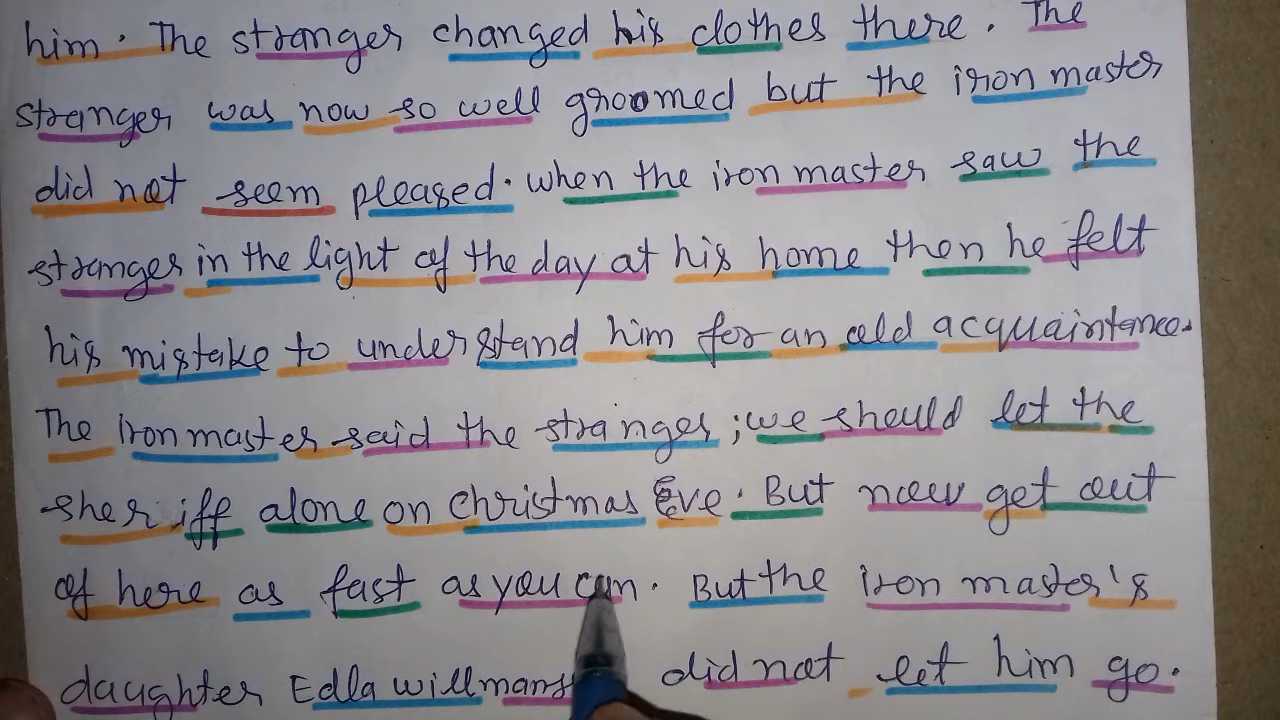 him. The stranger changed his clothes there. The
stranger was now so well groomed but the iron master
did not seem pleased. when the iron master saw the
stranger in the light of the day at his home then he felt
his mistake to understand him for an old acquaintance.
The iron master said the stranger; we should let the
sheriff alone on Christmas Eve. But now get out
of here as fast as you can. But the iron master's
daughter Edla willmans did not let him go.